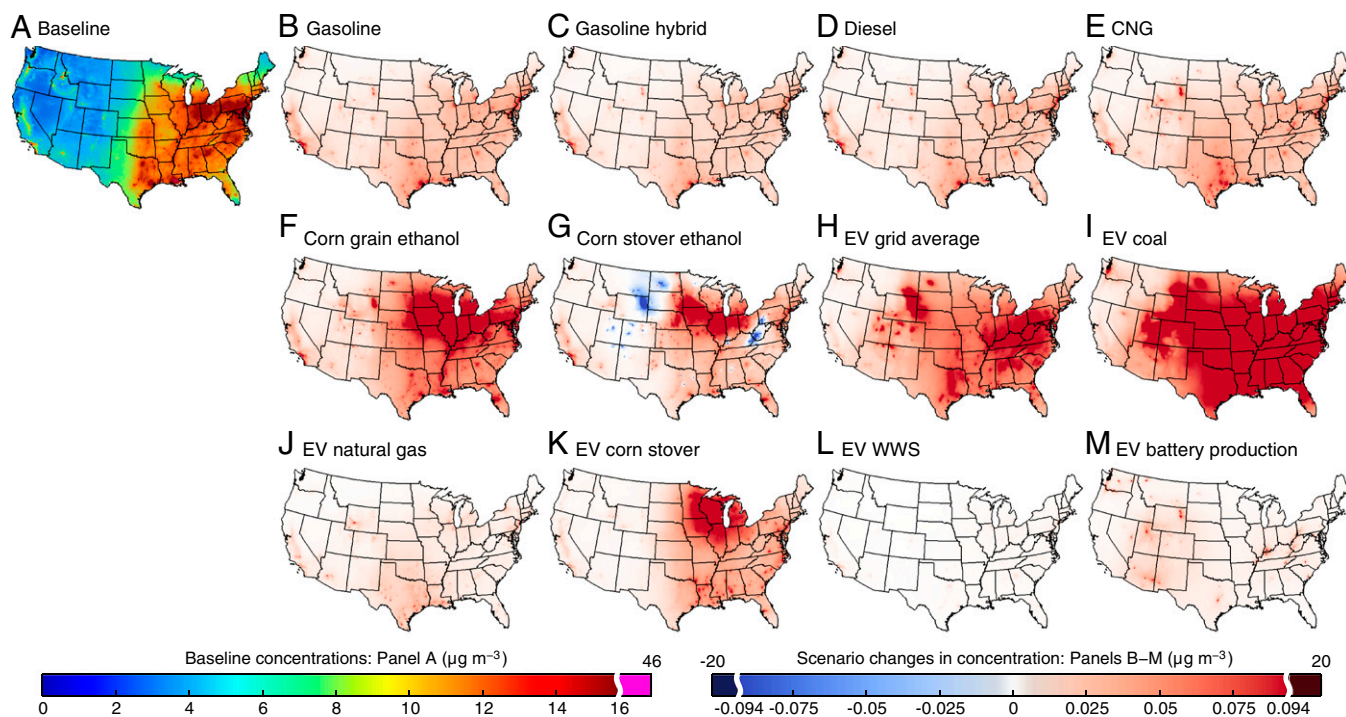 A Baseline
B Gasoline
C Gasoline hybrid
D Diesel
E CNG
F Corn grain ethanol
G Corn stover ethanol
H EV grid average
I EV coal
J EV natural gas
K EV corn stover
L EV WWS
M EV battery production
Baseline concentrations: Panel A (µg m⁻³)
46
0 2 4 6 8 10 12 14 16
-20
Scenario changes in concentration: Panels B–M (µg m⁻³)
20
-0.094 -0.075 -0.05 -0.025 0 0.025 0.05 0.075 0.094